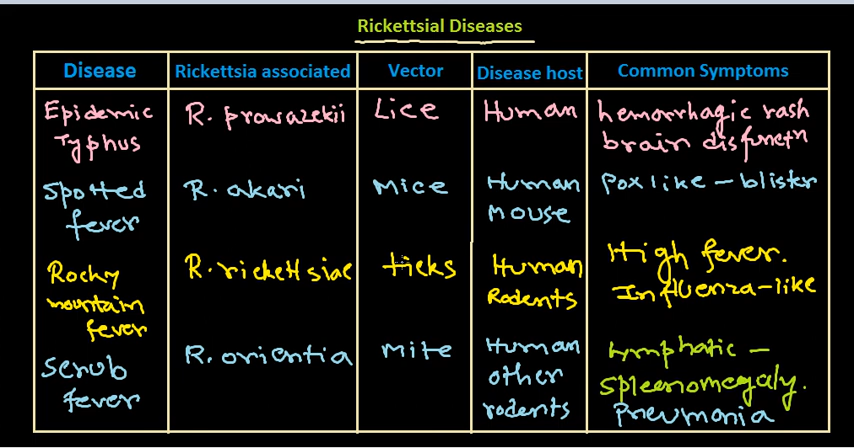 Rickettsial Diseases
Disease Rickettsia associated Vector Disease host Common Symptoms
Epidemic Typhus R. prowazekii Lice Human hemorrhagic rash brain disfunctn
Spotted fever R. akari Mice Human Mouse Pox like - blister
Rocky mountain fever R. rickettsiae ticks Human Rodents High fever. Influenza-like
Scrub fever R. orientia Mite Human other rodents Lymphatic - Spleenomegaly. Pneumonia